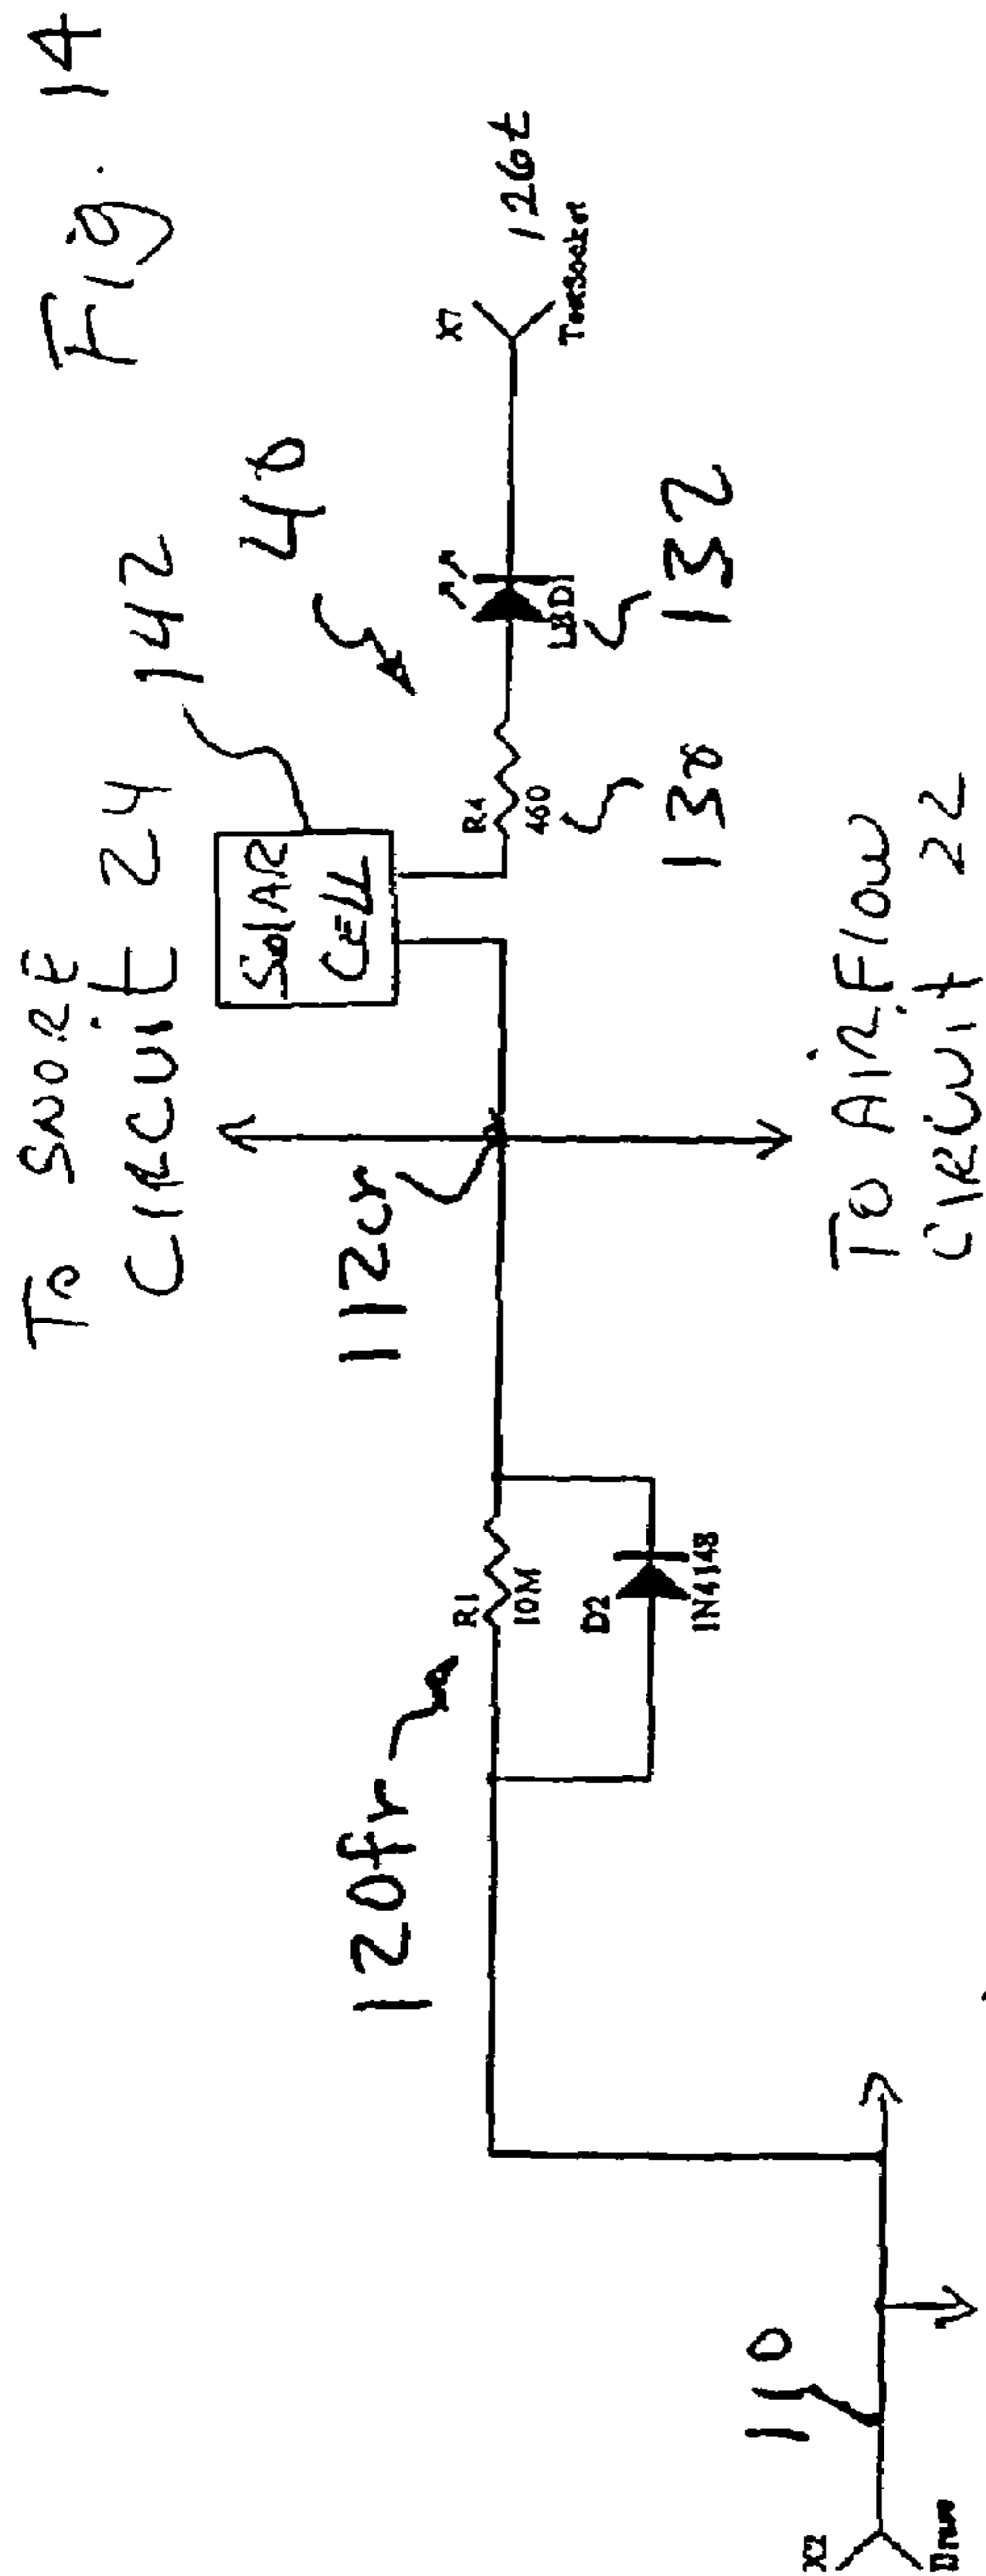 Fig. 14
To SNORE
CIRCUIT 24
142
SOLAR
CELL
40
X7
126t
TestSocket
R4
460
130
LED1
132
112cr
120fr
R1
10M
D2
1N4148
To AIRFlow
CIRCUIT 22
110
X2